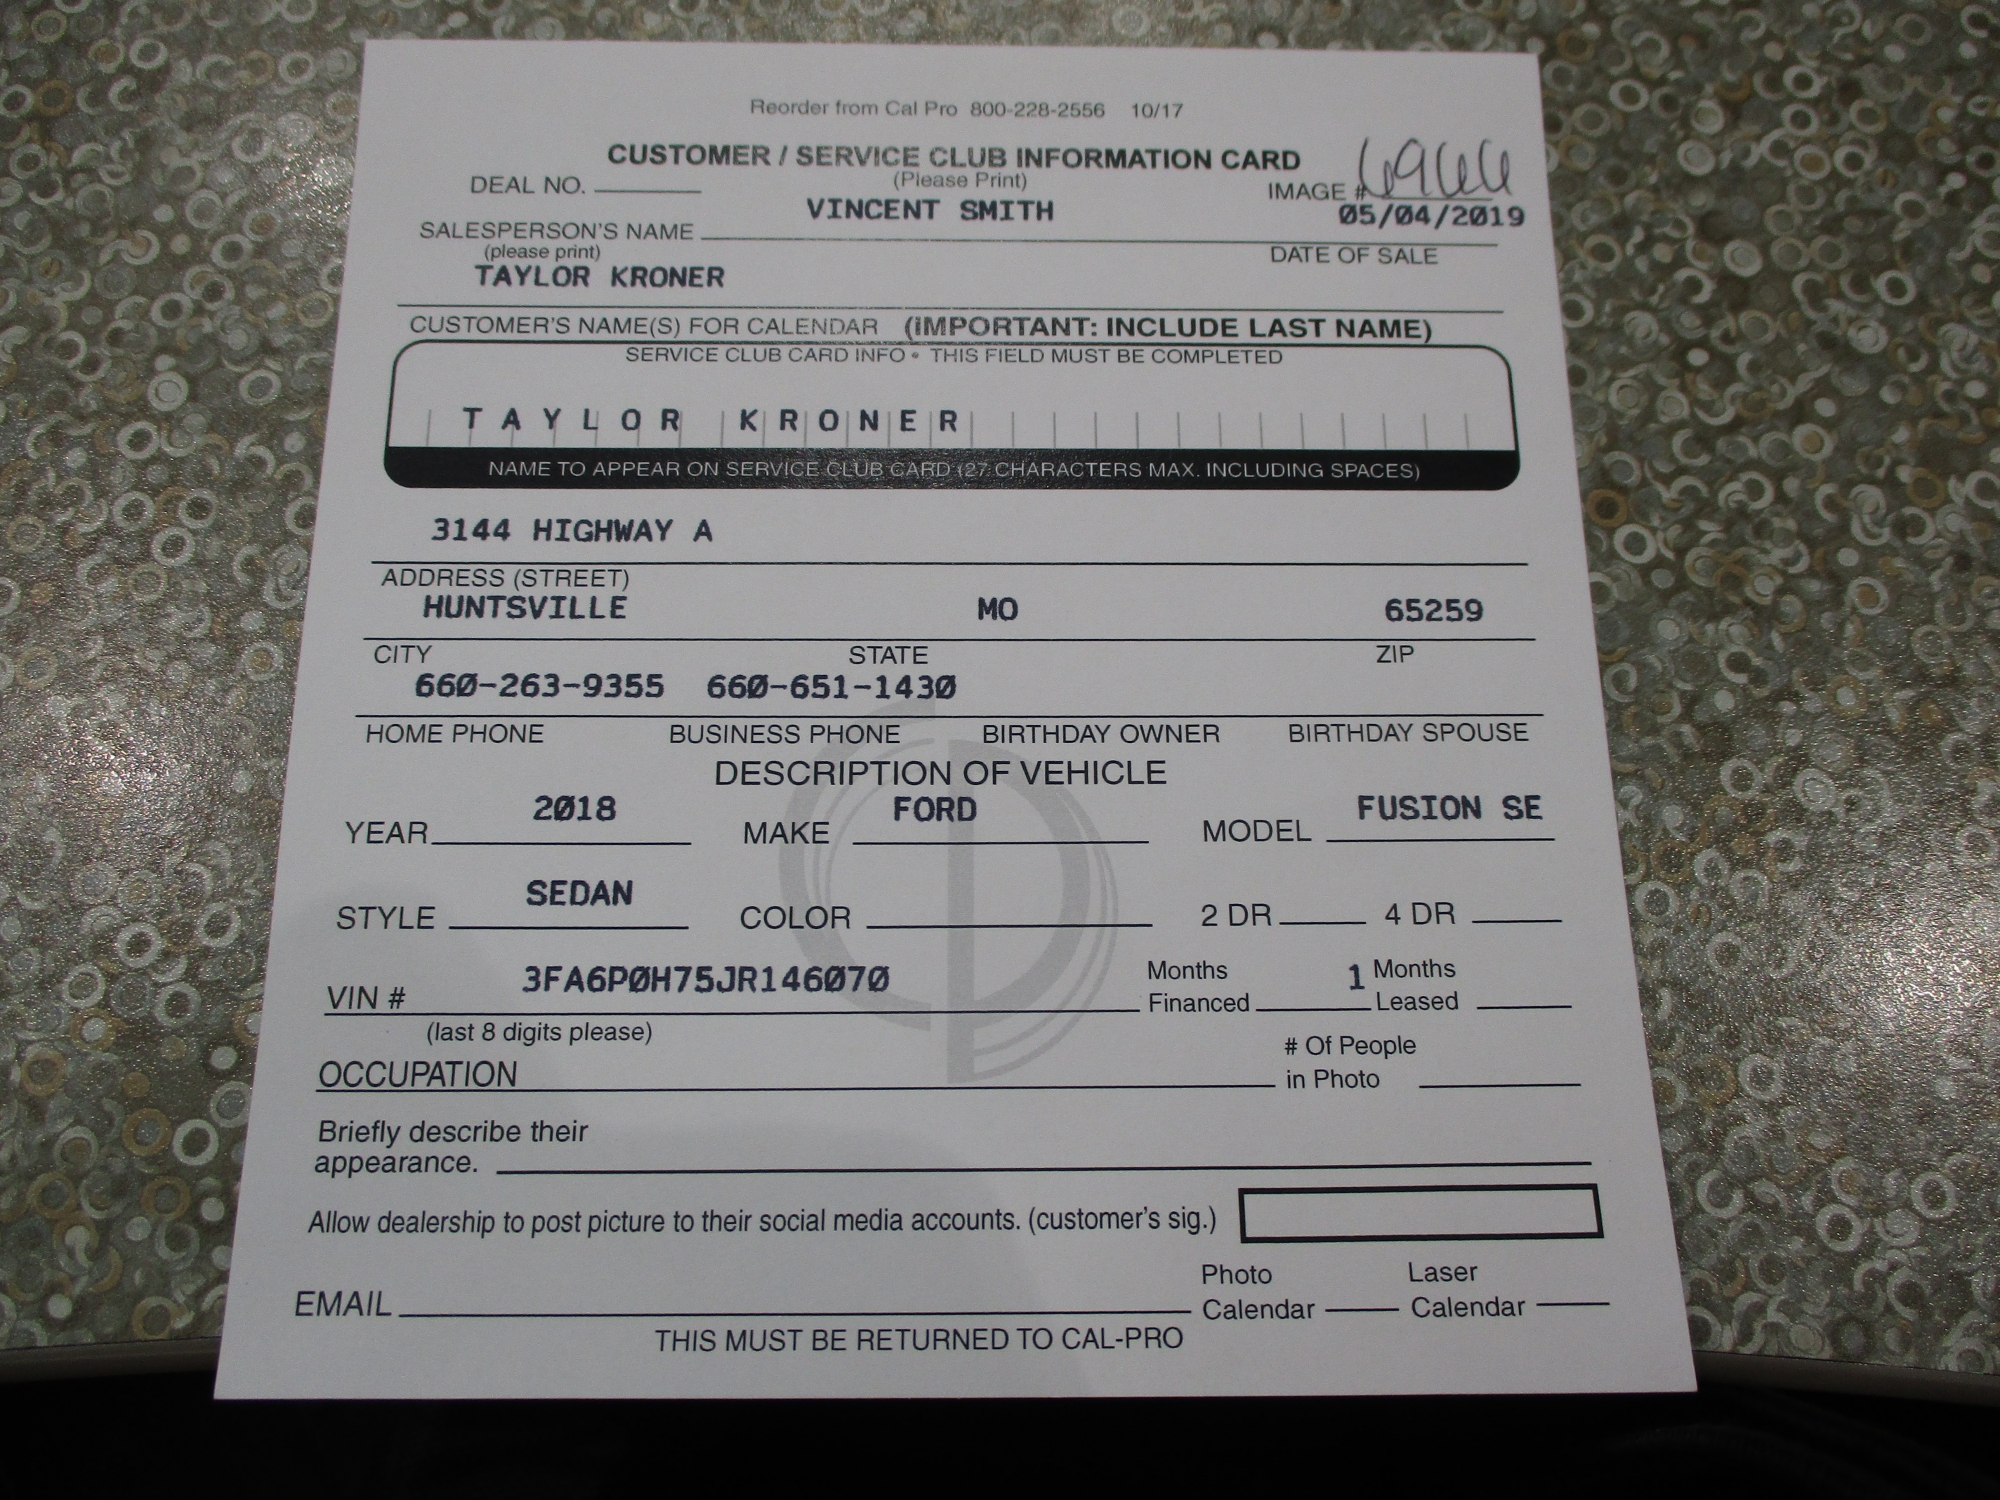 Reorder from Cal Pro 800-228-2556 10/17
CUSTOMER / SERVICE CLUB INFORMATION CARD
(Please Print)
DEAL NO.
IMAGE # 6966
VINCENT SMITH
05/04/2019
SALESPERSON'S NAME
(please print)
DATE OF SALE
TAYLOR KRONER
CUSTOMER'S NAME(S) FOR CALENDAR (IMPORTANT: INCLUDE LAST NAME)
SERVICE CLUB CARD INFO • THIS FIELD MUST BE COMPLETED
TAYLOR KRONER
NAME TO APPEAR ON SERVICE CLUB CARD (27 CHARACTERS MAX. INCLUDING SPACES)
3144 HIGHWAY A
ADDRESS (STREET)
HUNTSVILLE MO 65259
CITY STATE ZIP
660-263-9355 660-651-1430
HOME PHONE BUSINESS PHONE BIRTHDAY OWNER BIRTHDAY SPOUSE
DESCRIPTION OF VEHICLE
YEAR 2018 MAKE FORD MODEL FUSION SE
STYLE SEDAN COLOR 2 DR 4 DR
VIN # 3FA6P0H75JR146070 Months Financed 1 Months Leased
(last 8 digits please)
OCCUPATION # Of People in Photo
Briefly describe their
appearance.
Allow dealership to post picture to their social media accounts. (customer's sig.)
EMAIL Photo Calendar Laser Calendar
THIS MUST BE RETURNED TO CAL-PRO